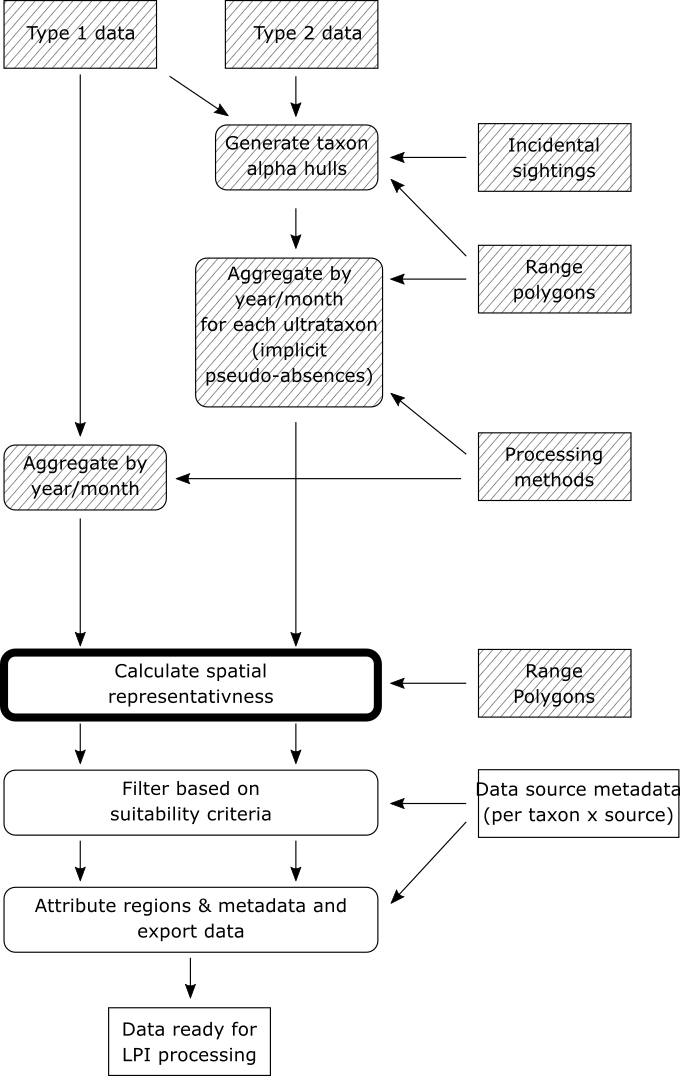 Type 1 data
Type 2 data
Generate taxon
alpha hulls
Incidental
sightings
Aggregate by
year/month
for each ultrataxon
(implicit
pseudo-absences)
Range
polygons
Aggregate by
year/month
Processing
methods
Calculate spatial
representativness
Range
Polygons
Filter based on
suitability criteria
Data source metadata
(per taxon x source)
Attribute regions & metadata and
export data
Data ready for
LPI processing